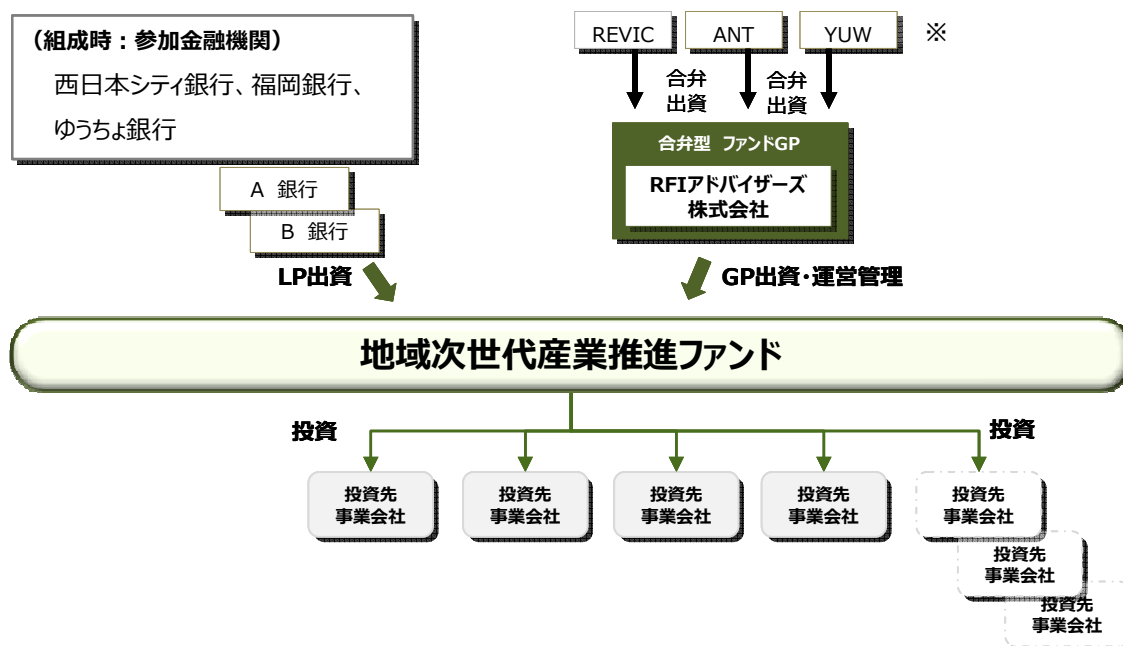 (組成時：参加金融機関)
西日本シティ銀行、福岡銀行、
ゆうちょ銀行
A 銀行
B 銀行
LP出資
REVIC
ANT
YUW
※
合弁
出資
合弁
出資
合弁型 ファンドGP
RFIアドバイザーズ
株式会社
GP出資･運営管理
地域次世代産業推進ファンド
投資
投資
投資先
事業会社
投資先
事業会社
投資先
事業会社
投資先
事業会社
投資先
事業会社
投資先
事業会社
投資先
事業会社